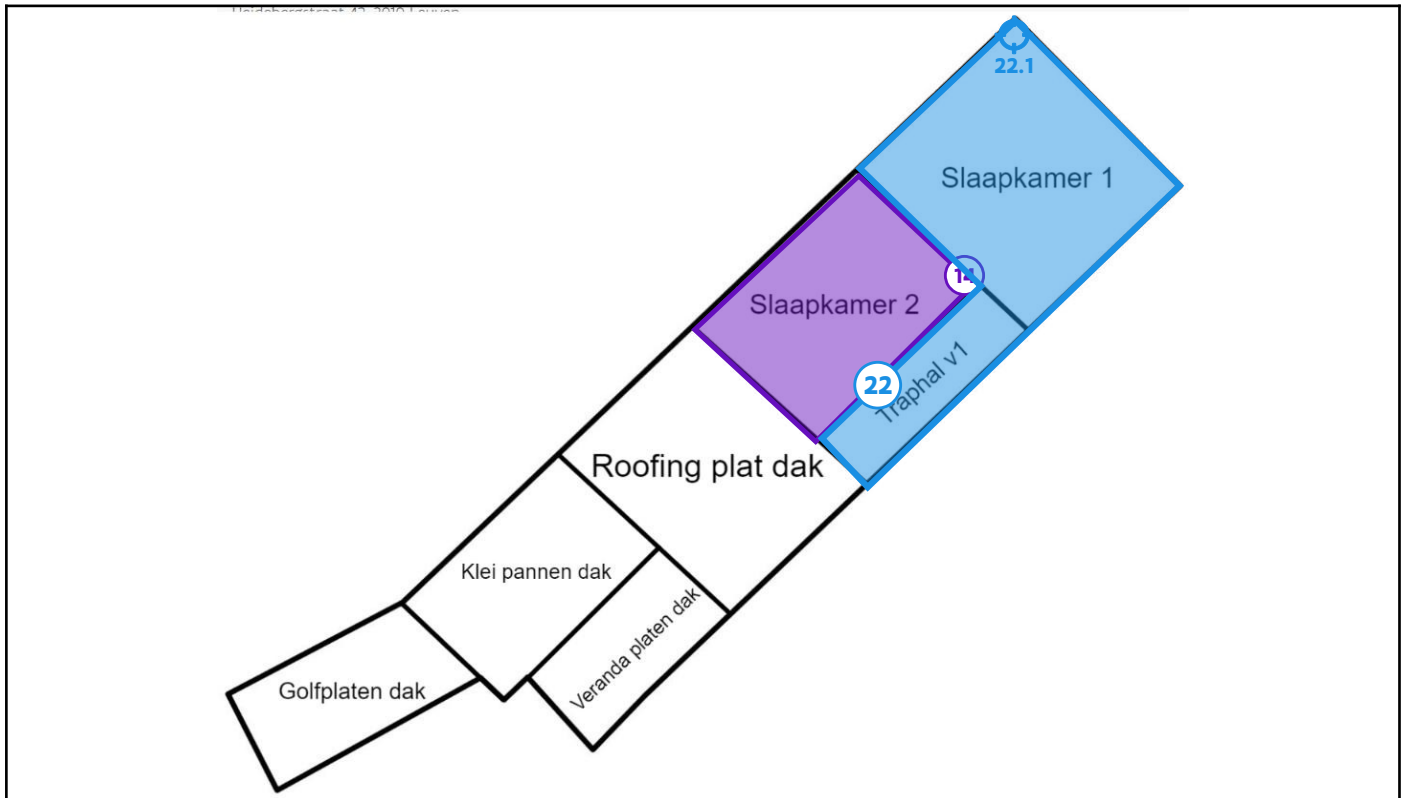 22.1
Slaapkamer 1
14
Slaapkamer 2
Traphal v1
22
Roofing plat dak
Klei pannen dak
Veranda platen dak
Golfplaten dak